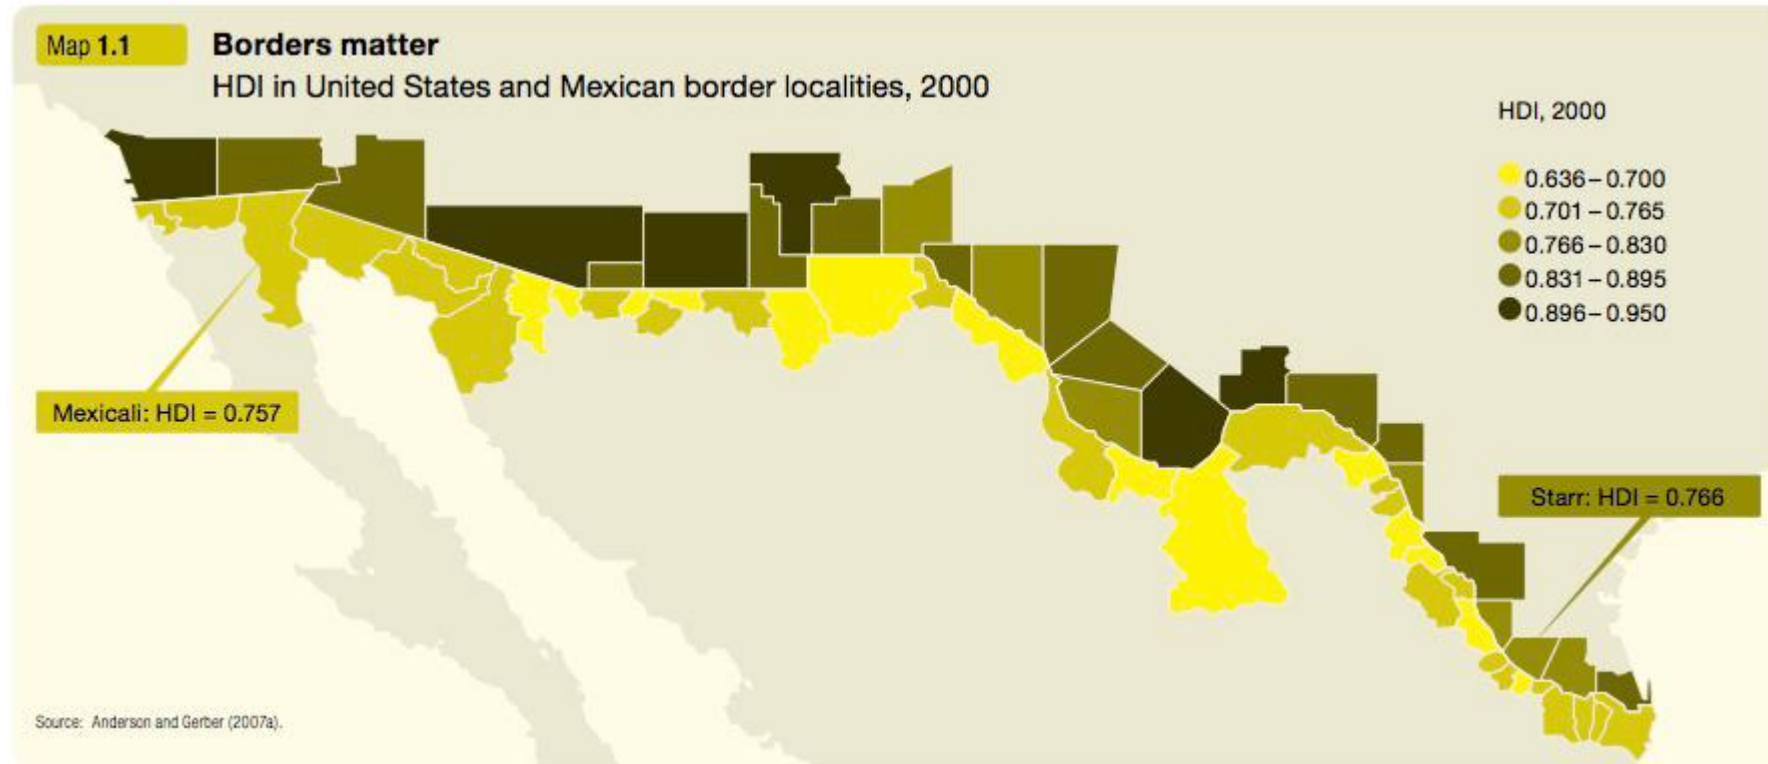 Map 1.1
Borders matter
HDI in United States and Mexican border localities, 2000
HDI, 2000
0.636 – 0.700
0.701 – 0.765
0.766 – 0.830
0.831 – 0.895
0.896 – 0.950
Mexicali: HDI = 0.757
Starr: HDI = 0.766
Source: Anderson and Gerber (2007a).